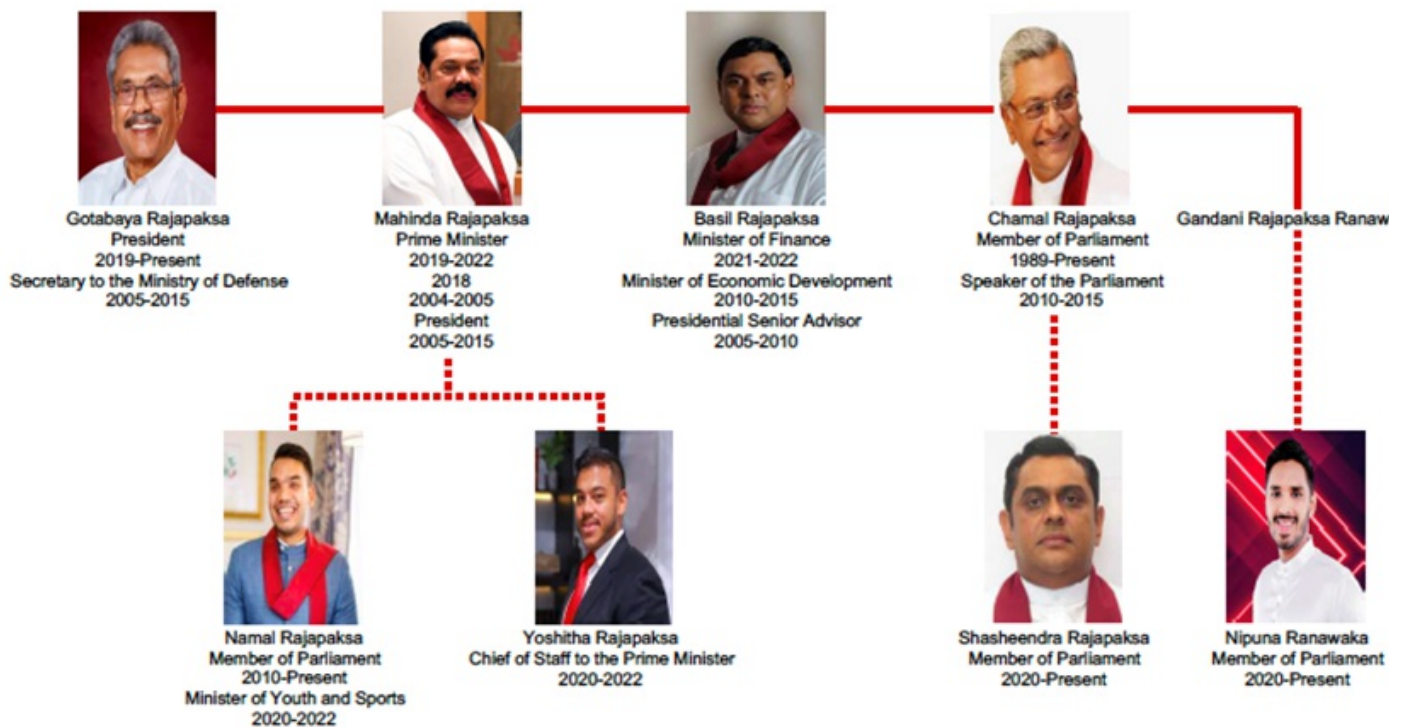 Gotabaya Rajapaksa
President
2019-Present
Secretary to the Ministry of Defense
2005-2015
Mahinda Rajapaksa
Prime Minister
2019-2022
2018
2004-2005
President
2005-2015
Basil Rajapaksa
Minister of Finance
2021-2022
Minister of Economic Development
2010-2015
Presidential Senior Advisor
2005-2010
Chamal Rajapaksa
Member of Parliament
1989-Present
Speaker of the Parliament
2010-2015
Gandani Rajapaksa Ranaw
Namal Rajapaksa
Member of Parliament
2010-Present
Minister of Youth and Sports
2020-2022
Yoshitha Rajapaksa
Chief of Staff to the Prime Minister
2020-2022
Shasheendra Rajapaksa
Member of Parliament
2020-Present
Nipuna Ranawaka
Member of Parliament
2020-Present